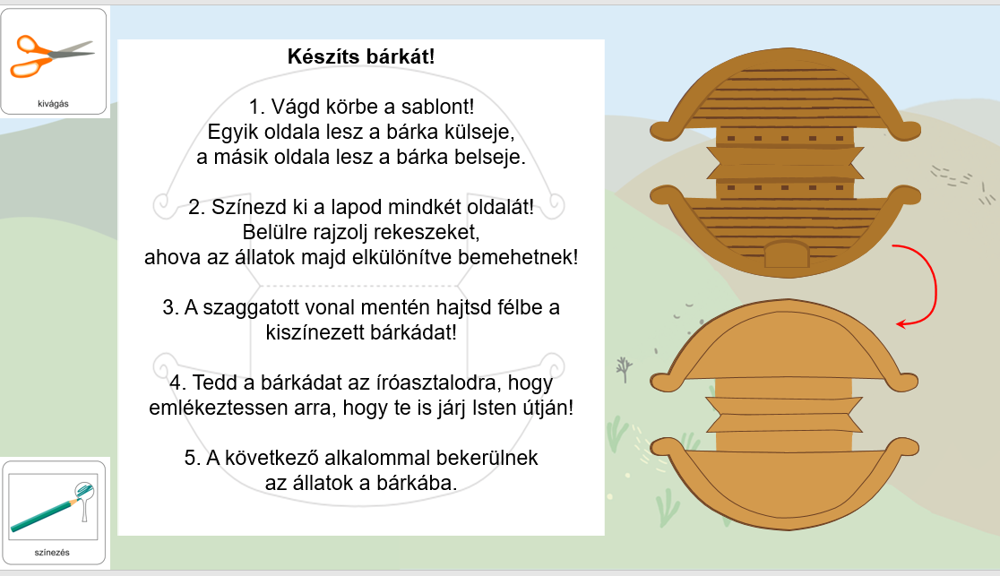 kivágás
Készíts bárkát!
1. Vágd körbe a sablont!
Egyik oldala lesz a bárka külseje,
a másik oldala lesz a bárka belseje.
2. Színezd ki a lapod mindkét oldalát!
Belülre rajzolj rekeszeket,
ahova az állatok majd elkülönítve bemehetnek!
3. A szaggatott vonal mentén hajtsd félbe a
kiszínezett bárkádat!
4. Tedd a bárkádat az íróasztalodra, hogy
emlékeztessen arra, hogy te is járj Isten útján!
5. A következő alkalommal bekerülnek
az állatok a bárkába.
színezés